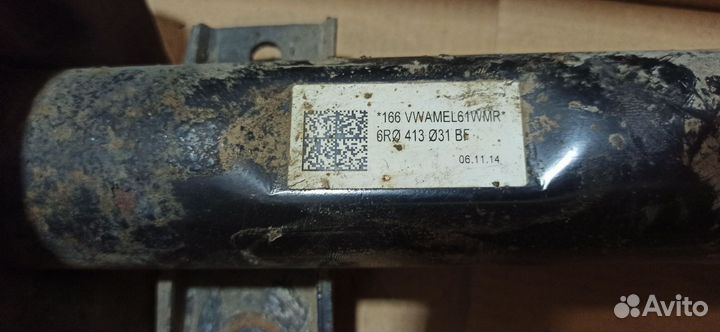 *166 VWAMEL61WMR*
6RØ 413 Ø31 BF
06.11.14
Avito